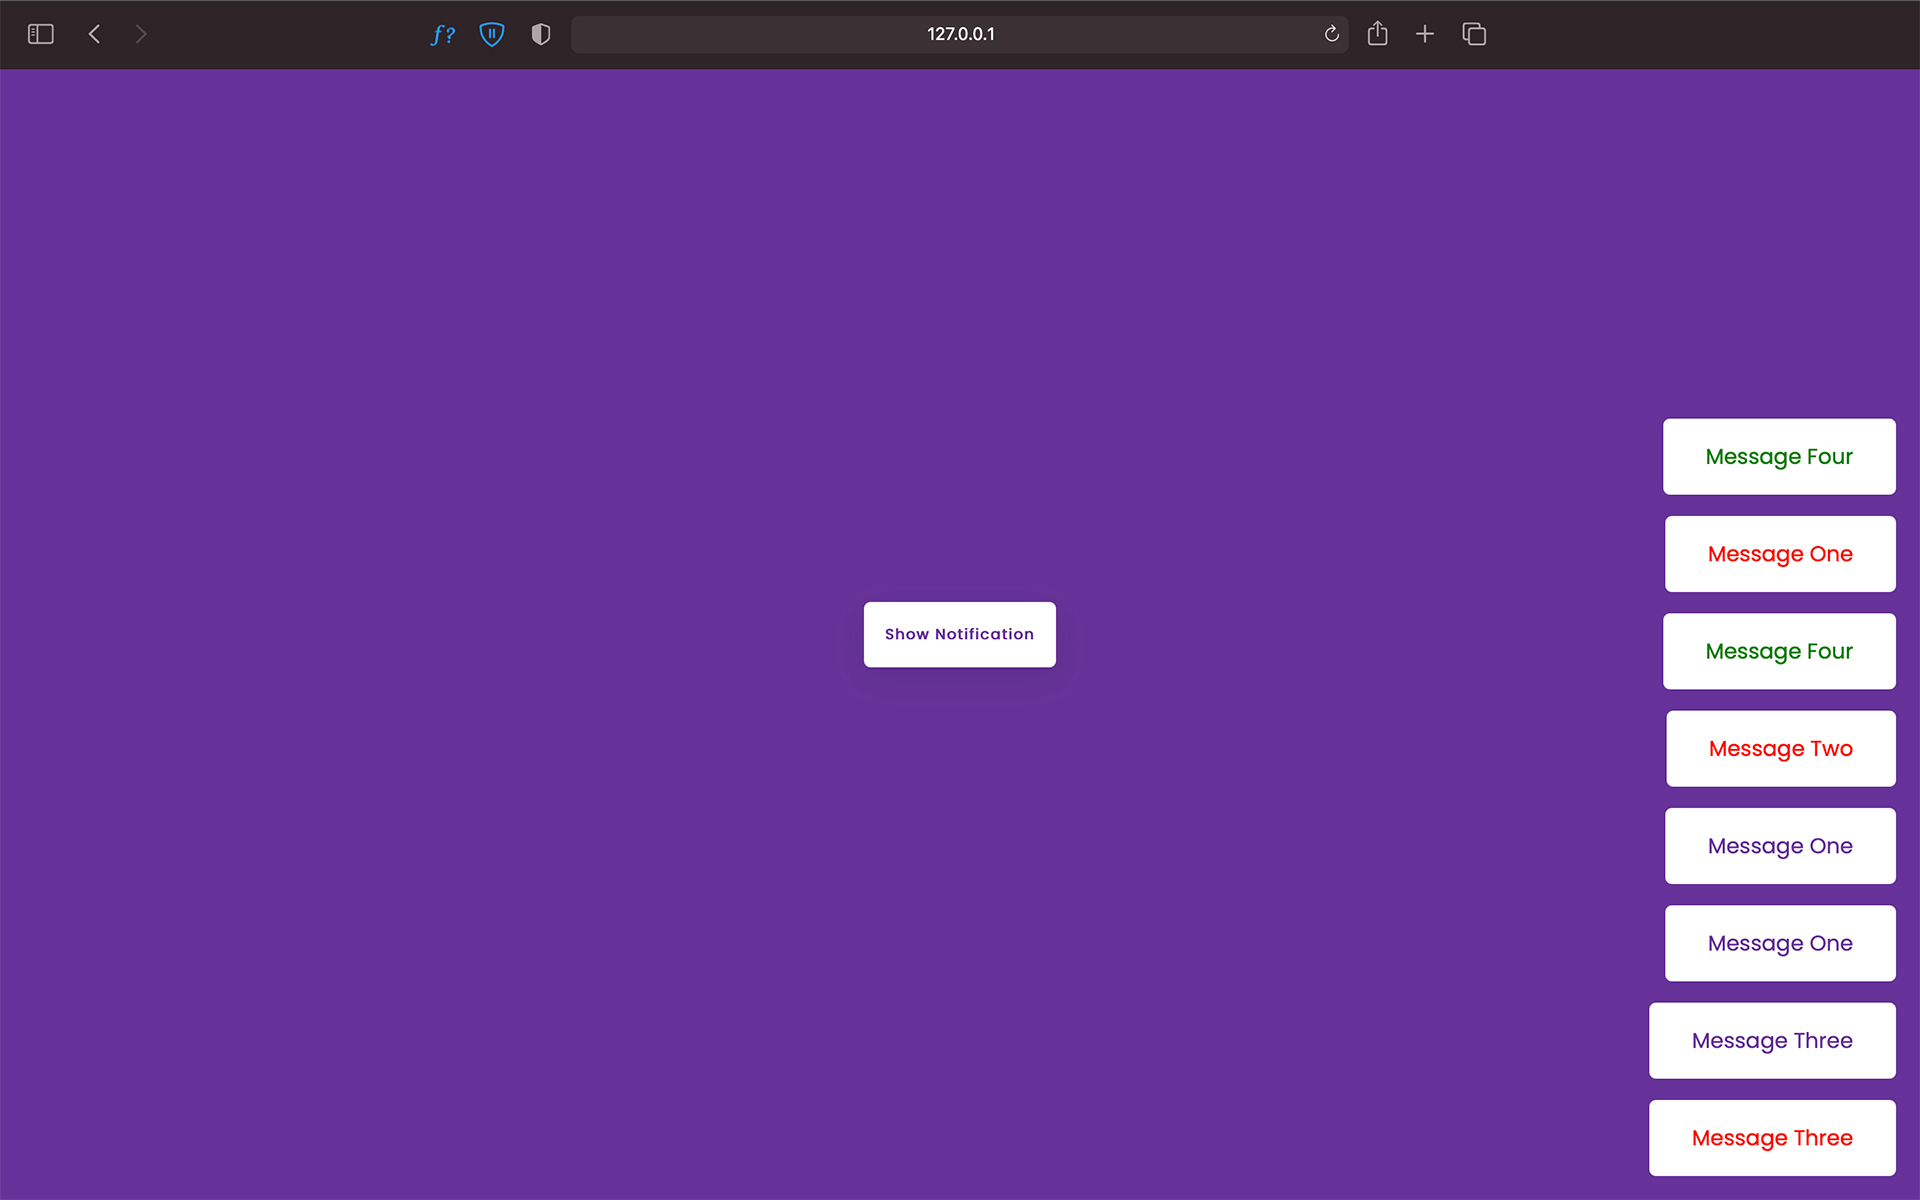 f?
127.0.0.1
Message Four
Message One
Show Notification
Message Four
Message Two
Message One
Message One
Message Three
Message Three